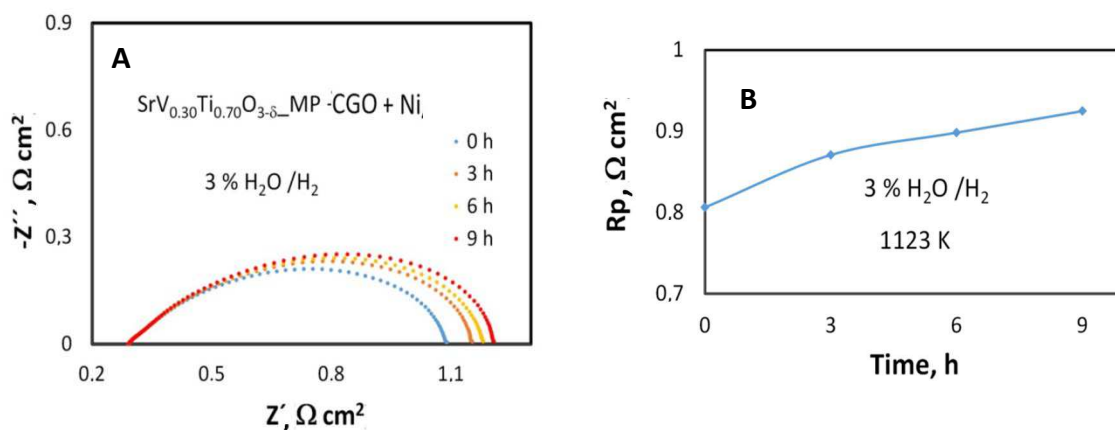 A
SrV0.30Ti0.70O3-δ_MP -CGO + Ni,
3 % H2O /H2
0 h
3 h
6 h
9 h
0.9
0.6
0.3
0
0.2
0.5
0.8
1.1
-Z´´, Ω cm2
Z´, Ω cm2
B
3 % H2O /H2
1123 K
1
0.9
0.8
0.7
0
3
6
9
Rp, Ω cm2
Time, h